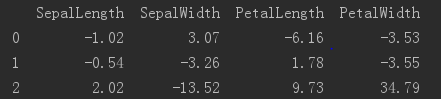 SepalLength SepalWidth PetalLength PetalWidth
0 -1.02 3.07 -6.16 -3.53
1 -0.54 -3.26 1.78 -3.55
2 2.02 -13.52 9.73 34.79